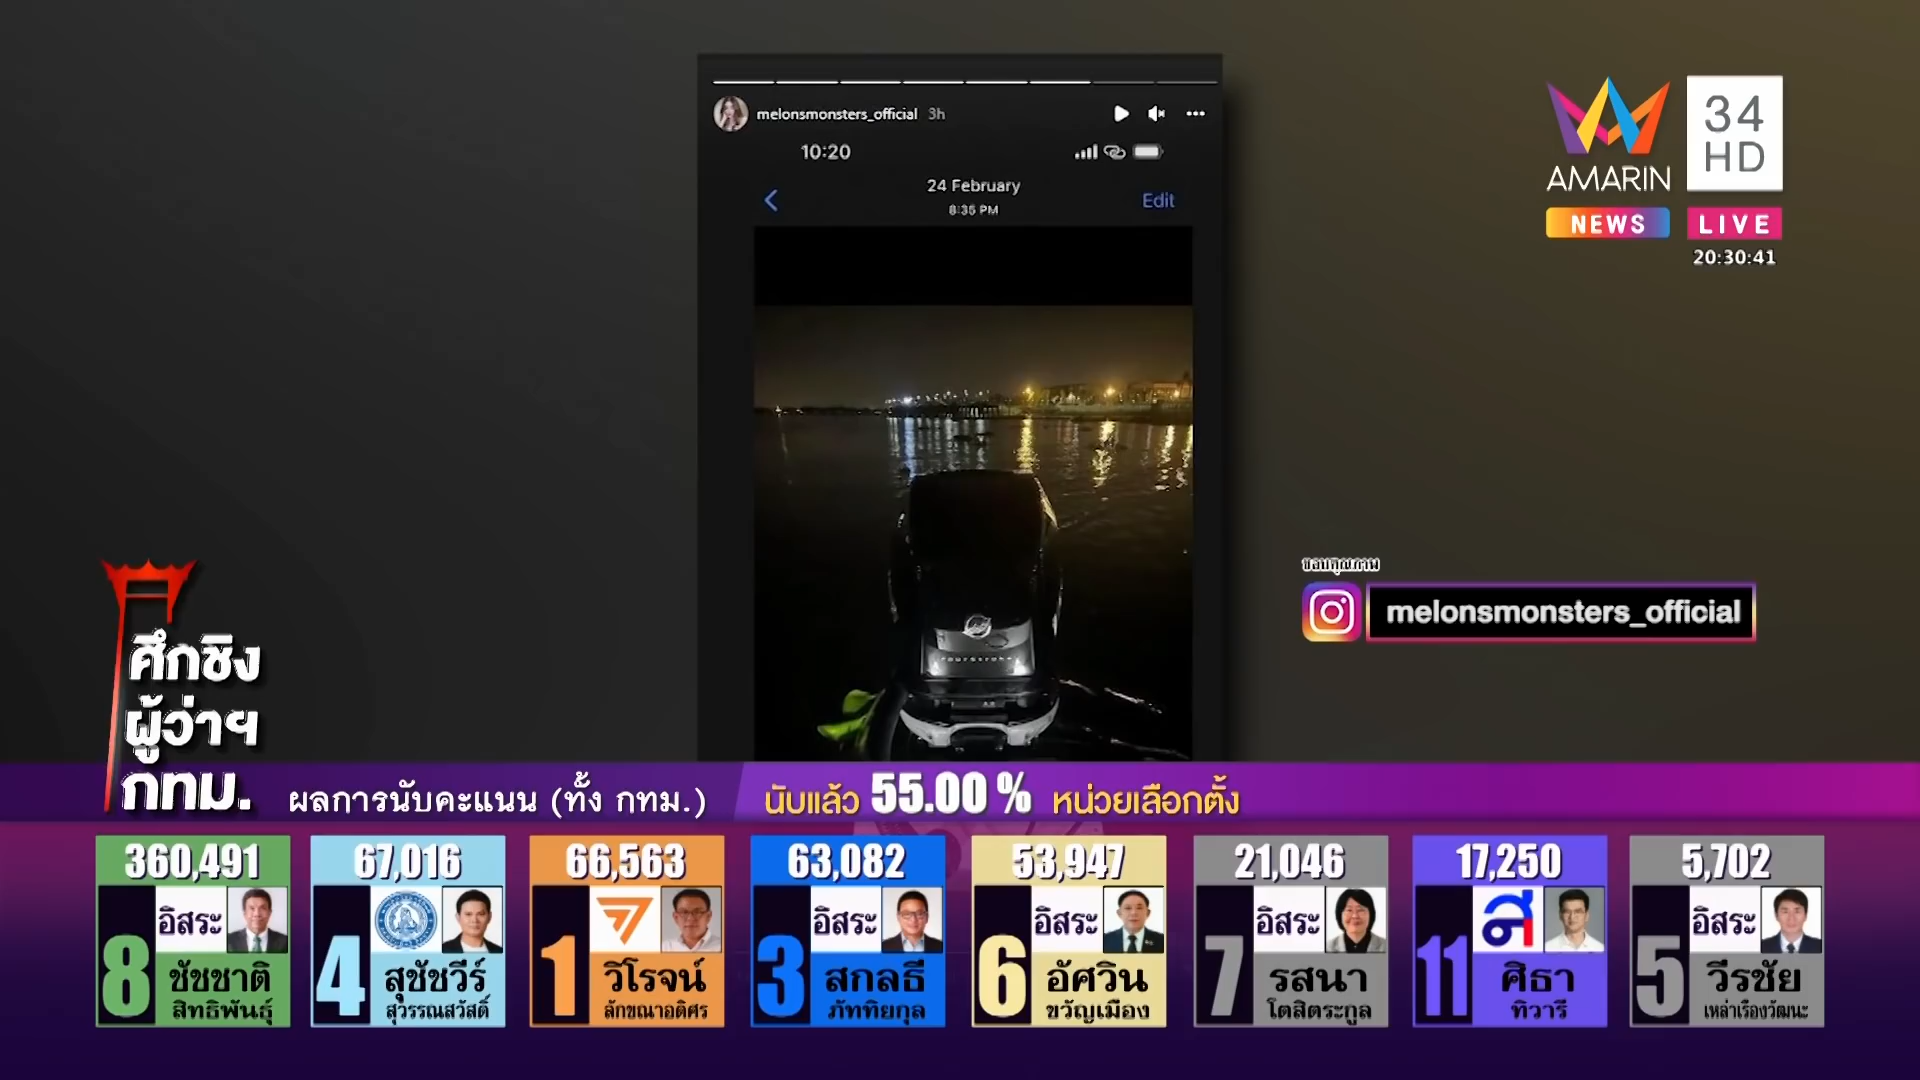 melonsmonsters_official 3h
10:20
24 February
8:35 PM
Edit
FOURSTROKE
AMARIN
NEWS
34
HD
LIVE
20:30:41
ขอบคุณภาพ
melonsmonsters_official
ศึกชิง
ผู้ว่าฯ
กทม.
ผลการนับคะแนน (ทั้ง กทม.)
นับแล้ว 55.00 % หน่วยเลือกตั้ง
360,491
อิสระ
8
ชัชชาติ
สิทธิพันธุ์
67,016
4
สุชัชวีร์
สุวรรณสวัสดิ์
66,563
1
วิโรจน์
ลักขณาอดิศร
63,082
อิสระ
3
สกลธี
ภัททิยกุล
53,947
อิสระ
6
อัศวิน
ขวัญเมือง
21,046
อิสระ
7
รสนา
โตสิตระกูล
17,250
11
ศิธา
ทิวารี
5,702
อิสระ
5
วีรชัย
เหล่าเรืองวัฒนะ